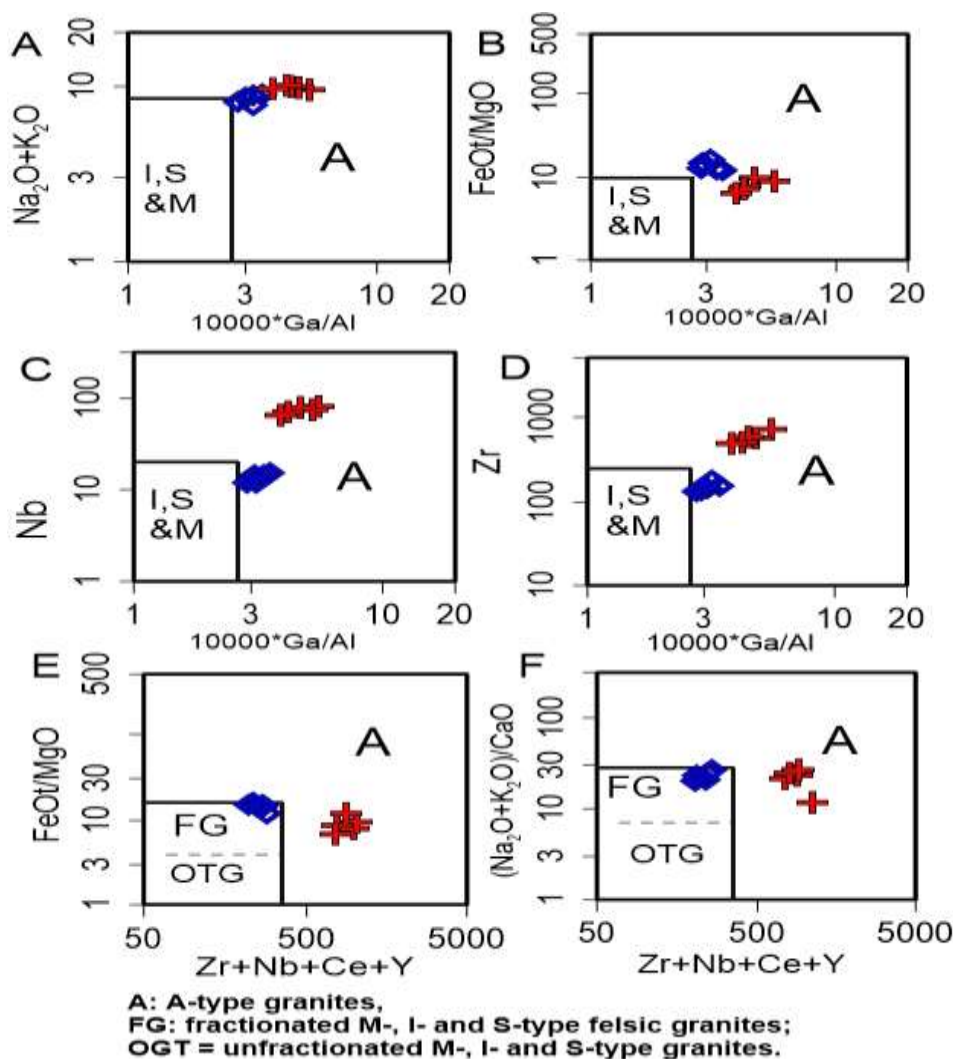 A
Na₂O+K₂O
20
10
3
1
I,S
&M
A
1
3
10
20
10000*Ga/Al
B
FeOt/MgO
500
100
10
1
I,S
&M
A
1
3
10
20
10000*Ga/Al
C
Nb
100
10
1
I,S
&M
A
1
3
10
20
10000*Ga/Al
D
Zr
1000
100
10
I,S
&M
A
1
3
10
20
10000*Ga/Al
E
FeOt/MgO
500
30
10
3
1
FG
OTG
A
50
500
5000
Zr+Nb+Ce+Y
F
(Na₂O+K₂O)/CaO
100
30
10
3
1
FG
OTG
A
50
500
5000
Zr+Nb+Ce+Y
A: A-type granites,
FG: fractionated M-, I- and S-type felsic granites;
OGT = unfractionated M-, I- and S-type granites.